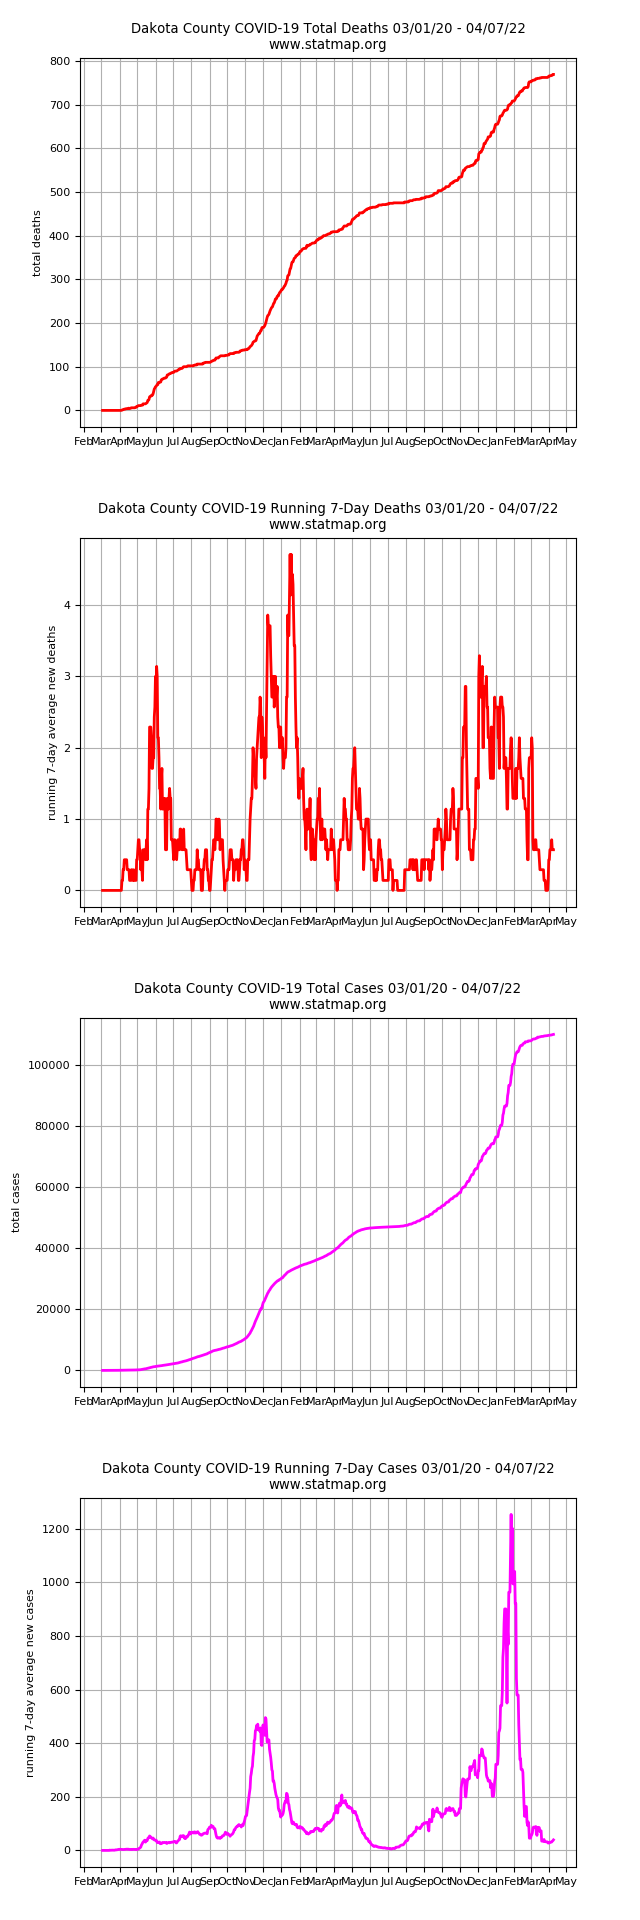 Dakota County COVID-19 Total Deaths 03/01/20 - 04/07/22
www.statmap.org
800
700
600
500
400
300
200
100
0
total deaths
Feb Mar Apr May Jun Jul Aug Sep Oct Nov Dec Jan Feb Mar Apr May Jun Jul Aug Sep Oct Nov Dec Jan Feb Mar Apr May
Dakota County COVID-19 Running 7-Day Deaths 03/01/20 - 04/07/22
www.statmap.org
4
3
2
1
0
running 7-day average new deaths
Feb Mar Apr May Jun Jul Aug Sep Oct Nov Dec Jan Feb Mar Apr May Jun Jul Aug Sep Oct Nov Dec Jan Feb Mar Apr May
Dakota County COVID-19 Total Cases 03/01/20 - 04/07/22
www.statmap.org
100000
80000
60000
40000
20000
0
total cases
Feb Mar Apr May Jun Jul Aug Sep Oct Nov Dec Jan Feb Mar Apr May Jun Jul Aug Sep Oct Nov Dec Jan Feb Mar Apr May
Dakota County COVID-19 Running 7-Day Cases 03/01/20 - 04/07/22
www.statmap.org
1200
1000
800
600
400
200
0
running 7-day average new cases
Feb Mar Apr May Jun Jul Aug Sep Oct Nov Dec Jan Feb Mar Apr May Jun Jul Aug Sep Oct Nov Dec Jan Feb Mar Apr May